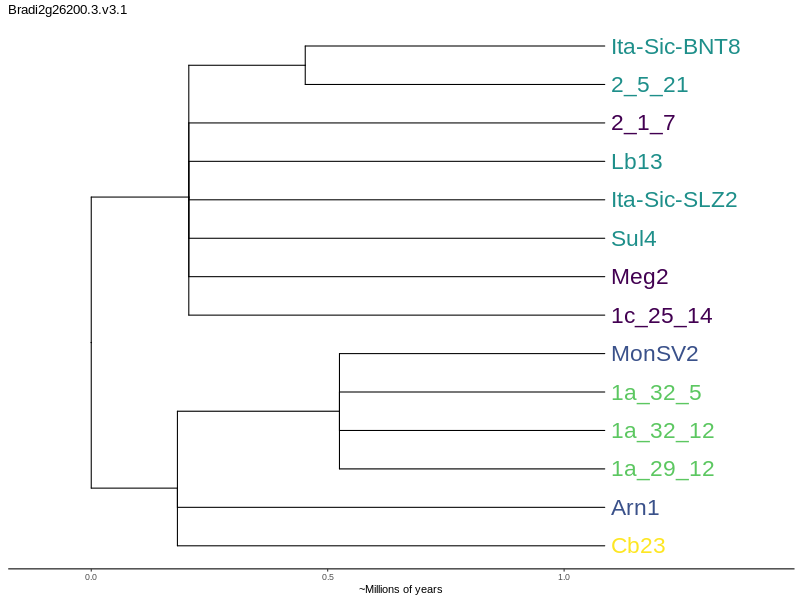 Bradi2g26200.3.v3.1
Ita-Sic-BNT8
2_5_21
2_1_7
Lb13
Ita-Sic-SLZ2
Sul4
Meg2
1c_25_14
MonSV2
1a_32_5
1a_32_12
1a_29_12
Arn1
Cb23
0.0 0.5 1.0
~Millions of years